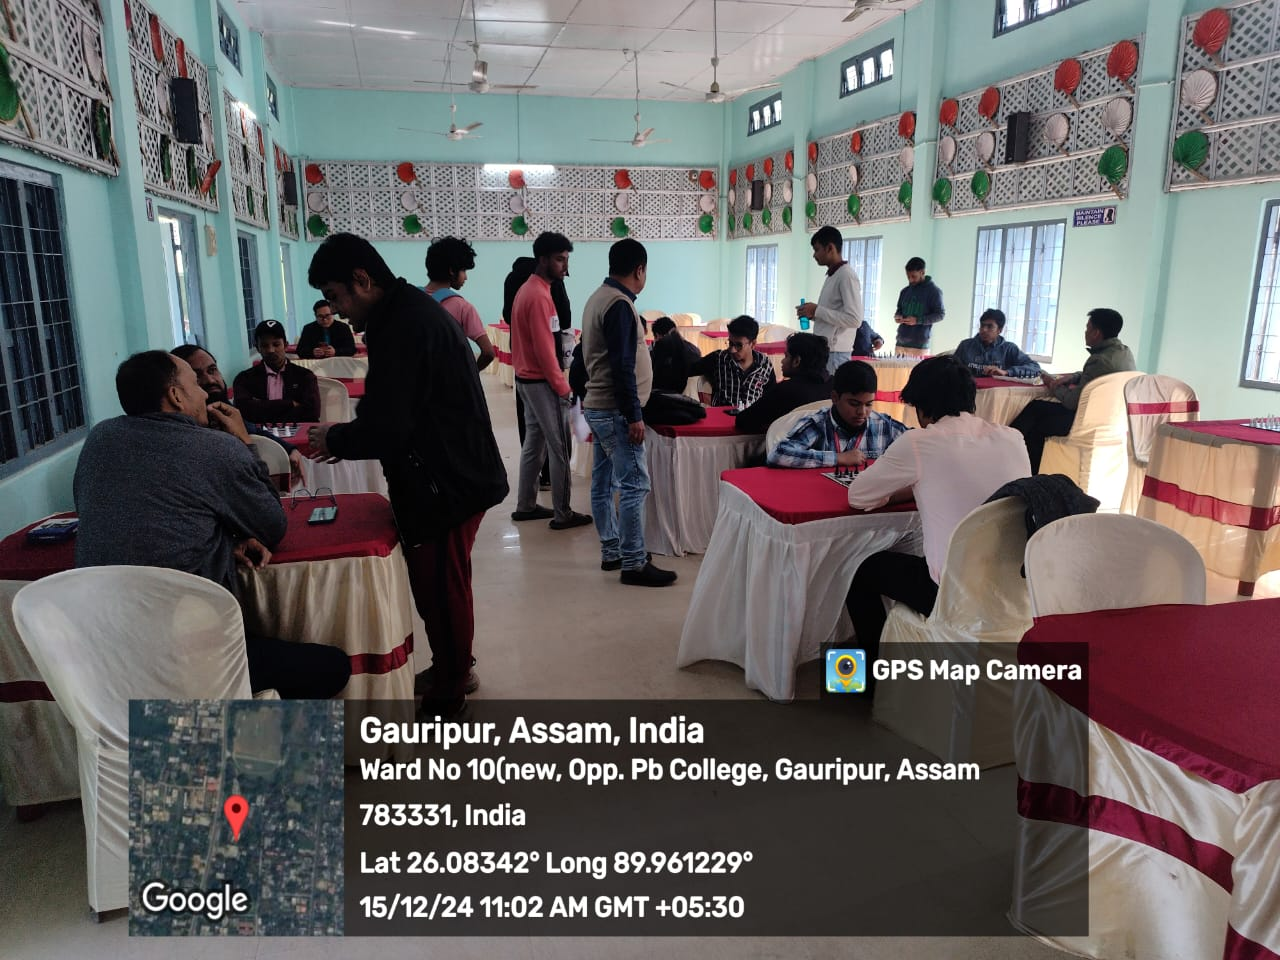 MAINTAIN
SILENCE
PLEASE
GPS Map Camera
Gauripur, Assam, India
Ward No 10(new, Opp. Pb College, Gauripur, Assam
783331, India
Lat 26.08342° Long 89.961229°
15/12/24 11:02 AM GMT +05:30
Google